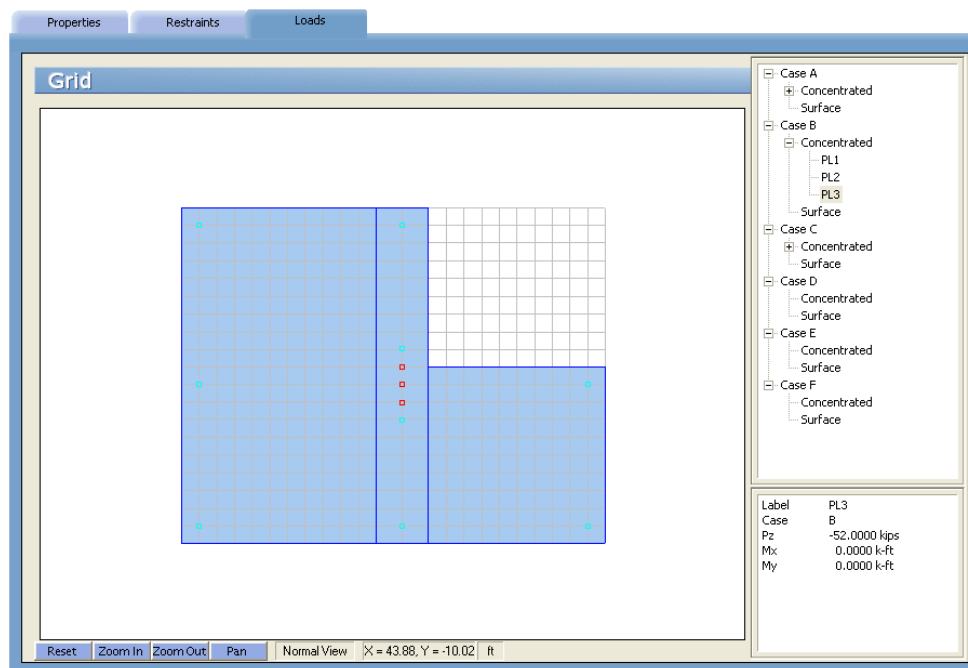 Properties
Restraints
Loads
Grid
Case A
Concentrated
Surface
Case B
Concentrated
PL1
PL2
PL3
Surface
Case C
Concentrated
Surface
Case D
Concentrated
Surface
Case E
Concentrated
Surface
Case F
Concentrated
Surface
Label PL3
Case B
Pz -52.0000 kips
Mx 0.0000 k-ft
My 0.0000 k-ft
Reset Zoom In Zoom Out Pan Normal View X = 43.88, Y = -10.02 ft